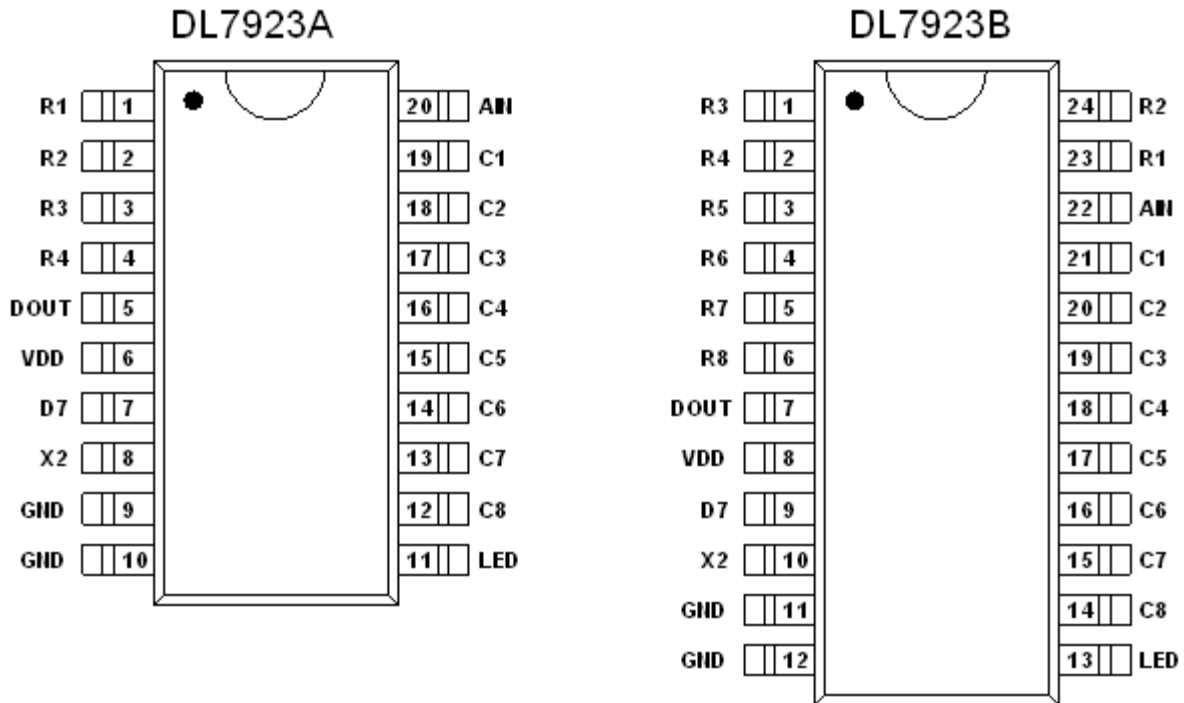 DL7923A DL7923B
R1 1 20 AIN R3 1 24 R2
R2 2 19 C1 R4 2 23 R1
R3 3 18 C2 R5 3 22 AIN
R4 4 17 C3 R6 4 21 C1
DOUT 5 16 C4 R7 5 20 C2
VDD 6 15 C5 R8 6 19 C3
D7 7 14 C6 DOUT 7 18 C4
X2 8 13 C7 VDD 8 17 C5
GND 9 12 C8 D7 9 16 C6
GND 10 11 LED X2 10 15 C7
GND 11 14 C8
GND 12 13 LED